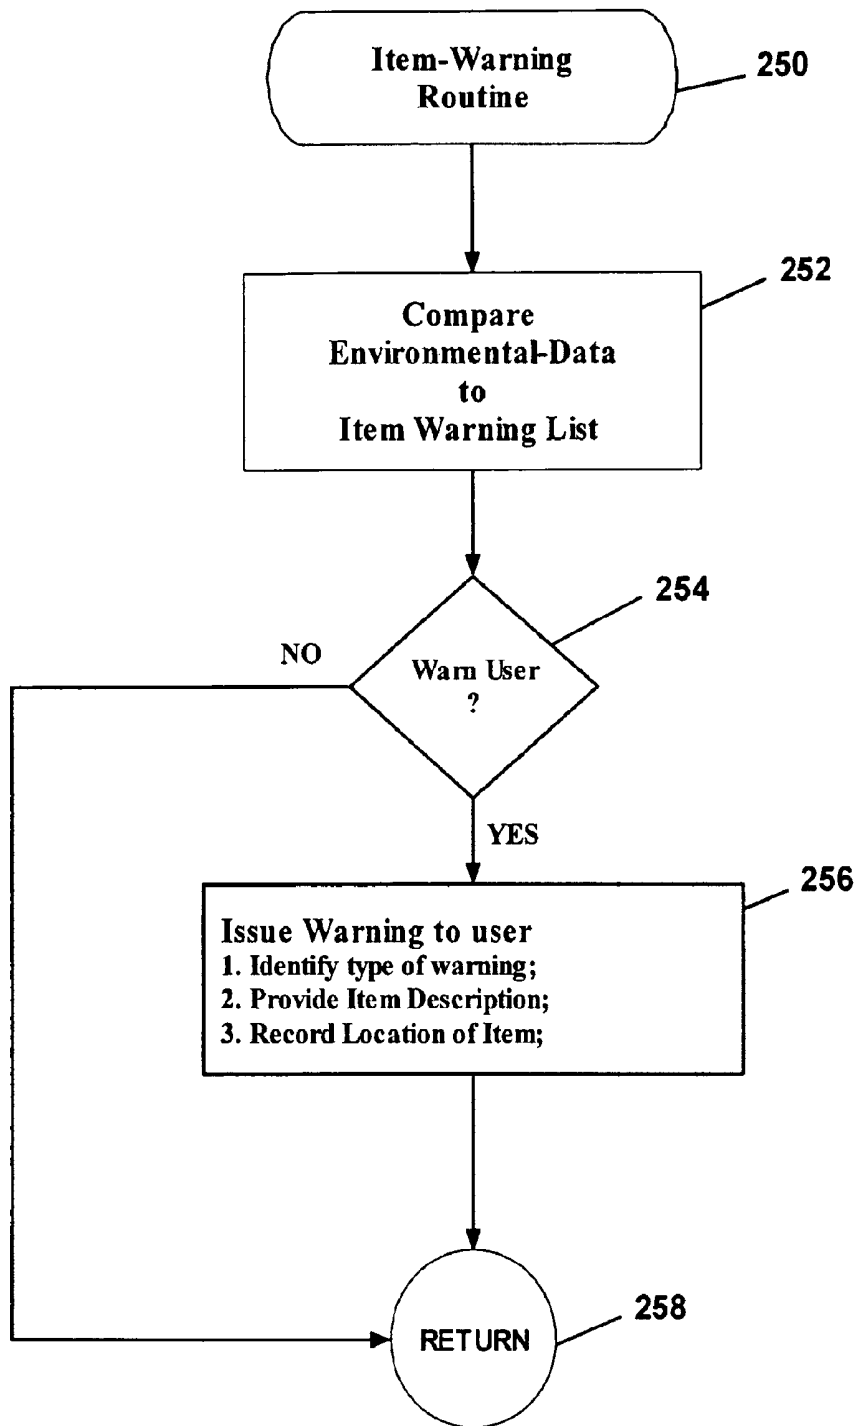 Item-Warning
Routine
250
252
Compare
Environmental-Data
to
Item Warning List
254
NO
Warn User
?
YES
256
Issue Warning to user
1. Identify type of warning;
2. Provide Item Description;
3. Record Location of Item;
258
RETURN